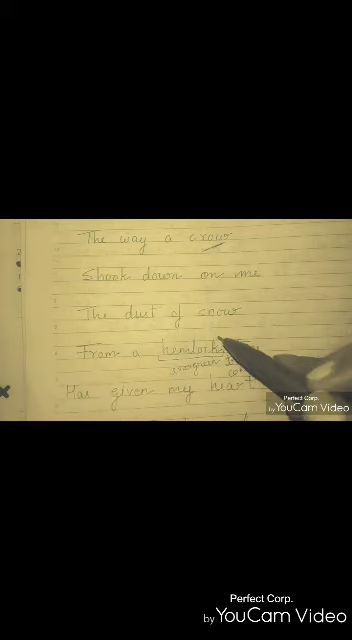 The way a crow
Shook down on me
The dust of snow
From a hemlock
evergreen
Has given my heart
Perfect Corp.
by YouCam Video
Perfect Corp.
by YouCam Video